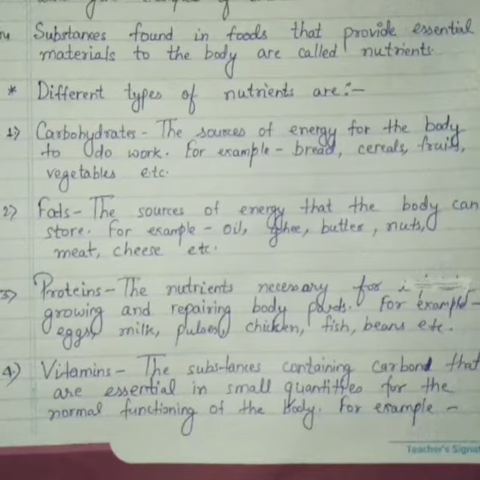 Substances found in foods that provide essential
materials to the body are called nutrients.
* Different types of nutrients are:-
1) Carbohydrates - The sources of energy for the body
to do work. For example - bread, cereals, fruits,
vegetables etc.
2) Fats - The sources of energy that the body can
store. For example - oil, ghee, butter, nuts,
meat, cheese etc.
3) Proteins - The nutrients necessary for
growing and repairing body parts. For example -
eggs, milk, pulses, chicken, fish, beans etc.
4) Vitamins - The substances containing carbond that
are essential in small quantities for the
normal functioning of the body. For example -
Teacher's Signat